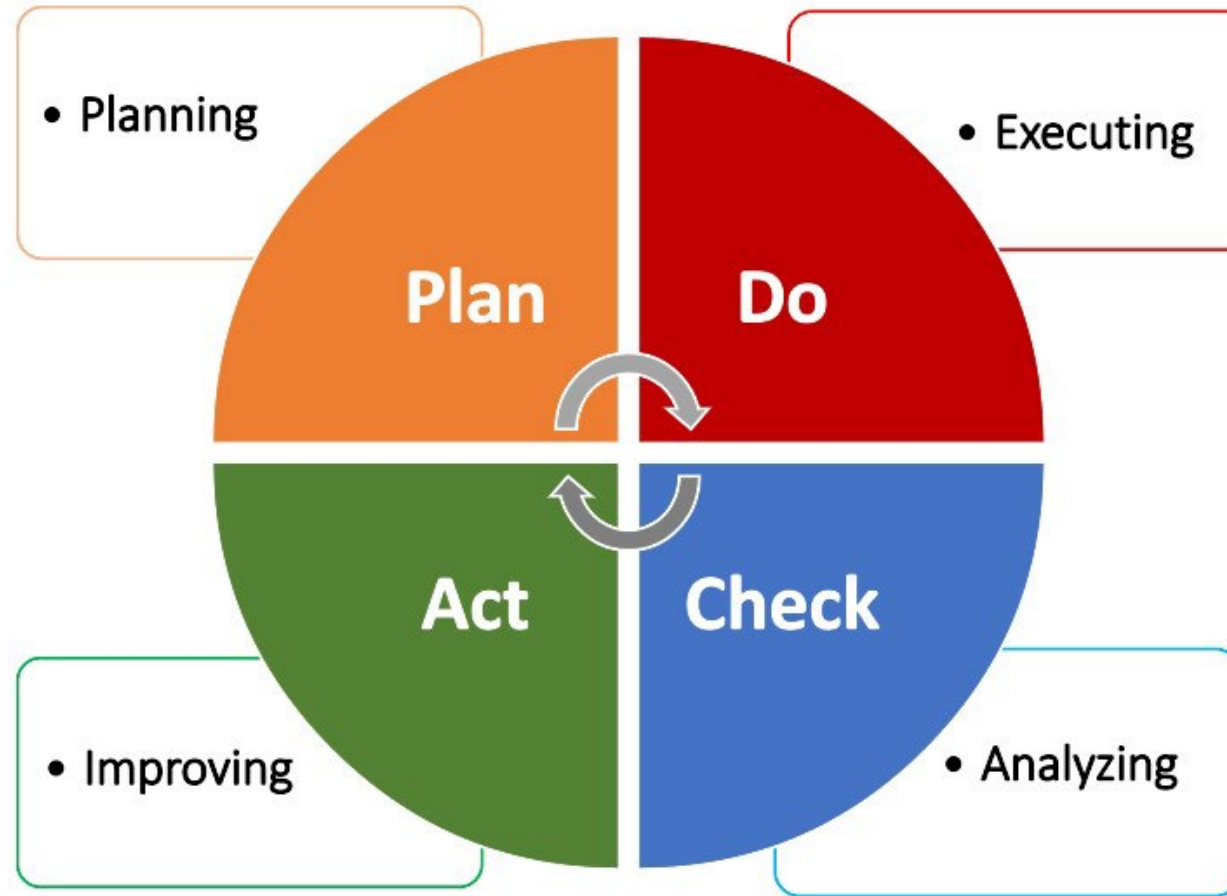 • Planning
• Executing
Plan
Do
Act
Check
• Improving
• Analyzing